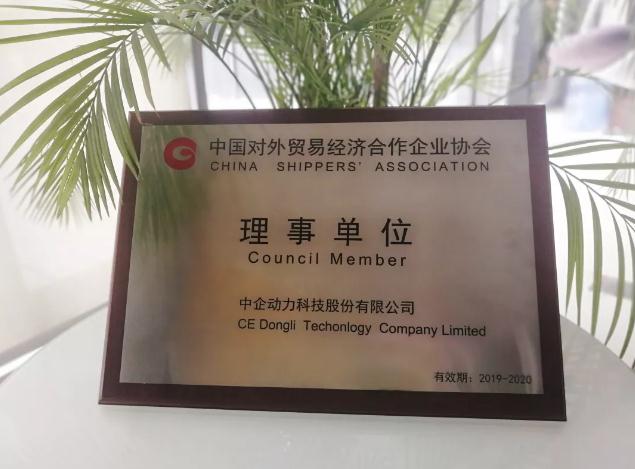 中国对外贸易经济合作企业协会
CHINA SHIPPERS' ASSOCIATION
理事单位
Council Member
中企动力科技股份有限公司
CE Dongli Techonlogy Company Limited
有效期：2019-2020